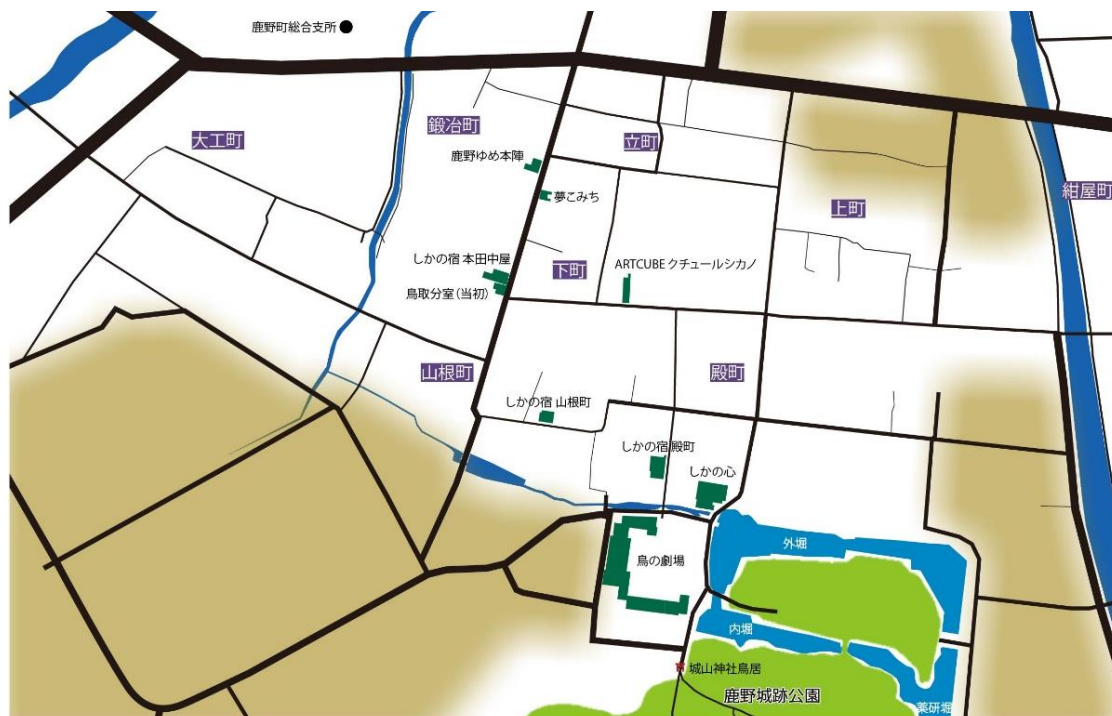 鹿野町総合支所
鍛冶町
大工町
立町
鹿野ゆめ本陣
夢こみち
紺屋町
上町
しかの宿 本田中屋
下町
ARTCUBE クチュールシカノ
鳥取分室(当初)
山根町
殿町
しかの宿 山根町
しかの宿 殿町
しかの心
外堀
鳥の劇場
内堀
城山神社鳥居
鹿野城跡公園
薬研堀